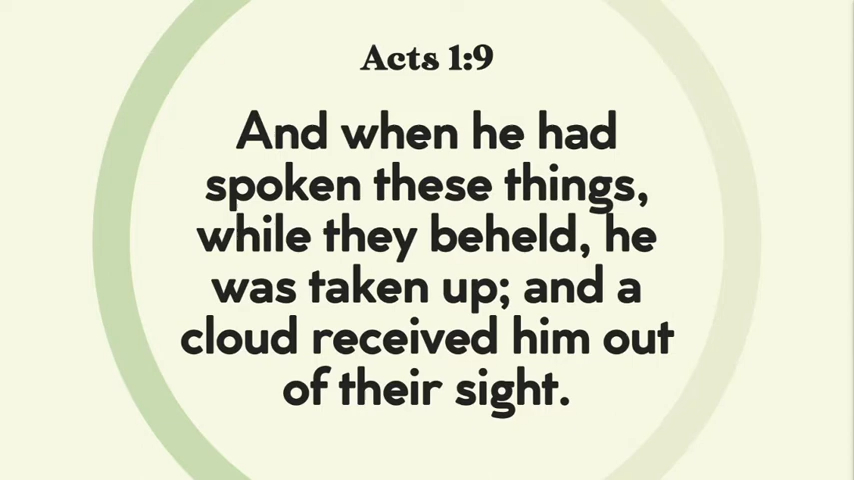 Acts 1:9
And when he had
spoken these things,
while they beheld, he
was taken up; and a
cloud received him out
of their sight.